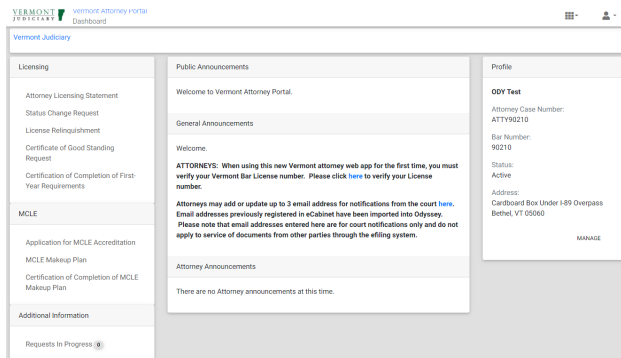 VERMONT
JUDICIARY
Vermont Attorney Portal
Dashboard
Vermont Judiciary
Licensing
Attorney Licensing Statement
Status Change Request
License Relinquishment
Certificate of Good Standing
Request
Certification of Completion of First-
Year Requirements
MCLE
Application for MCLE Accreditation
MCLE Makeup Plan
Certification of Completion of MCLE
Makeup Plan
Additional Information
Requests In Progress 0
Public Announcements
Welcome to Vermont Attorney Portal.
General Announcements
Welcome.
ATTORNEYS: When using this new Vermont attorney web app for the first time, you must
verify your Vermont Bar License number. Please click here to verify your License
number.
Attorneys may add or update up to 3 email address for notifications from the court here.
Email addresses previously registered in eCabinet have been imported into Odyssey.
Please note that email addresses entered here are for court notifications only and do not
apply to service of documents from other parties through the efiling system.
Attorney Announcements
There are no Attorney announcements at this time.
Profile
ODY Test
Attorney Case Number:
ATTY90210
Bar Number:
90210
Status:
Active
Address:
Cardboard Box Under I-89 Overpass
Bethel, VT 05060
MANAGE